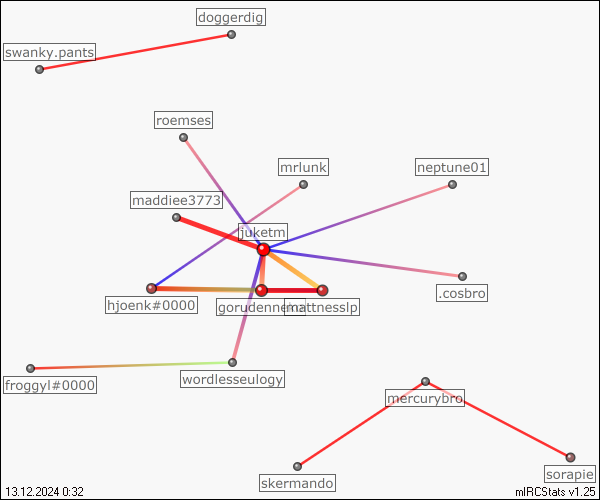 doggerdig
swanky.pants
roemses
mrlunk
neptune01
maddiee3773
juketm
.cosbro
hjoenk#0000
mattnesslp
wordlesseulogy
froggyl#0000
mercurybro
skermando
sorapie
13.12.2024 0:32
mIRCStats v1.25